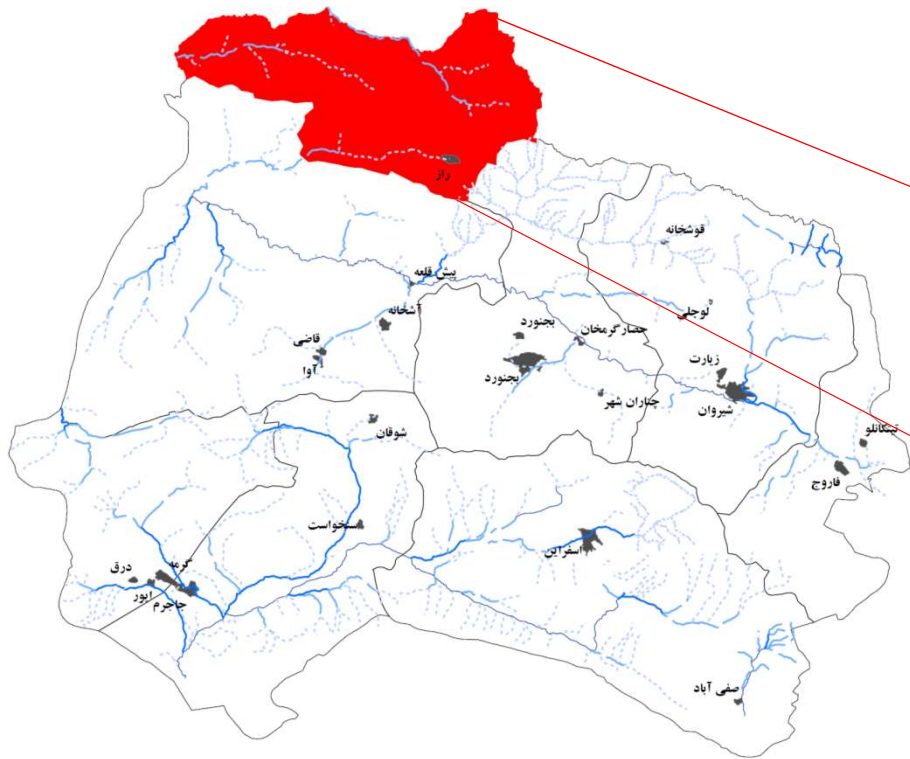 راز
قوشخانه
پیش قلعه
لوجلی
آشخانه
حصارگرمخان
بجنورد
قاضی
آوا
زیارت
بجنورد
چناران شهر
شیروان
شوقان
تیتکانلو
فاروج
سنخواست
اسفراین
گرمه
درق
ایور
جاجرم
صفی آباد